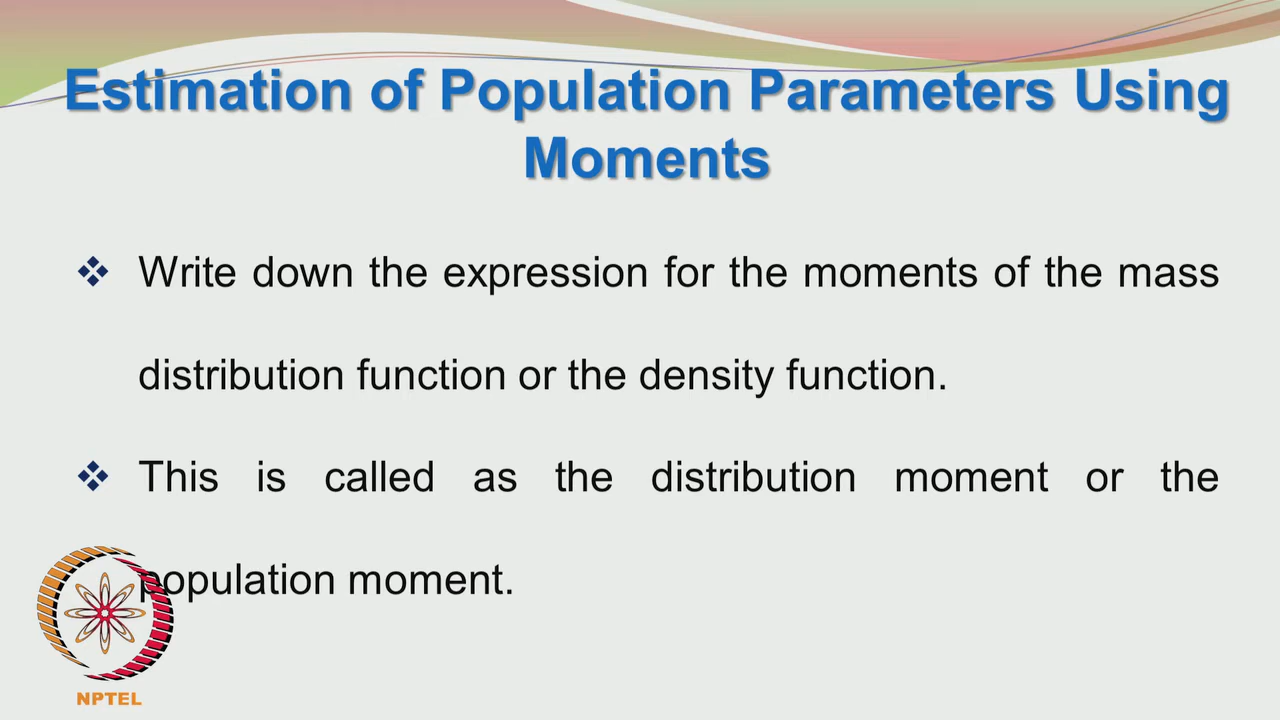 Estimation of Population Parameters Using
Moments
Write down the expression for the moments of the mass
distribution function or the density function.
This is called as the distribution moment or the
population moment.
NPTEL